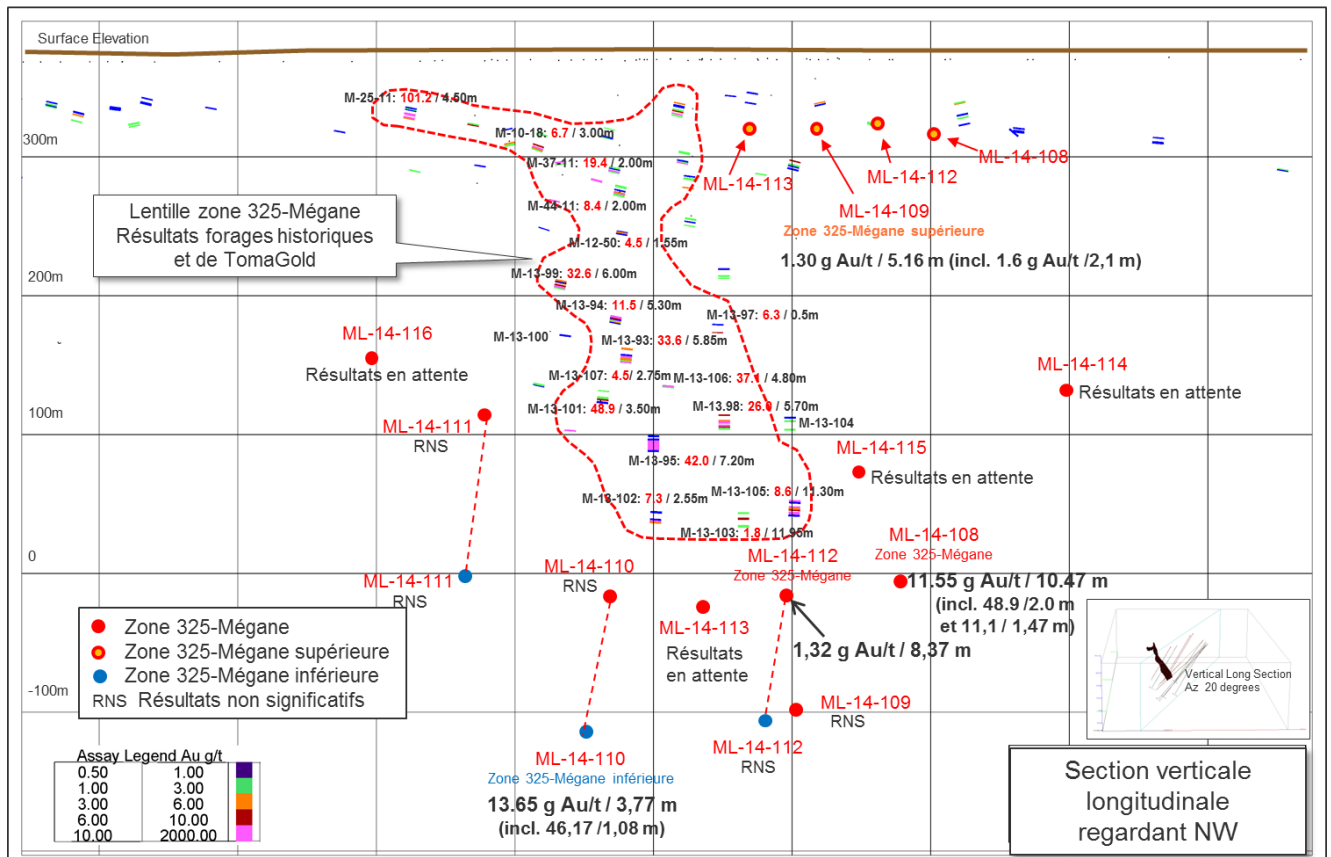 Surface Elevation
M-25-11: 101.2 / 4.50m
M-10-18: 6.7 / 3.00m
300m
M-37-11: 19.4 / 2.00m
M-44-11: 8.4 / 2.00m
M-12-50: 4.5 / 1.55m
ML-14-113
ML-14-112
ML-14-108
ML-14-109
Zone 325-Mégane supérieure
1.30 g Au/t / 5.16 m (incl. 1.6 g Au/t /2,1 m)
Lentille zone 325-Mégane
Résultats forages historiques
et de TomaGold
M-13-99: 32.6 / 6.00m
200m
M-13-94: 11.5 / 5.30m
M-13-97: 6.3 / 0.5m
M-13-100
M-13-93: 33.6 / 5.85m
ML-14-116
Résultats en attente
M-13-107: 4.5/ 2.75m
M-13-106: 37.1 / 4.80m
ML-14-114
Résultats en attente
M-13-101: 48.9 / 3.50m
M-13.98: 26.0 / 5.70m
100m
M-13-104
ML-14-111
RNS
M-13-95: 42.0 / 7.20m
ML-14-115
Résultats en attente
M-13-102: 7.3 / 2.55m
M-13-105: 8.6 / 11.30m
M-13-103: 1.8 / 11.95m
0
ML-14-111
RNS
ML-14-110
RNS
ML-14-112
Zone 325-Mégane
ML-14-108
Zone 325-Mégane
11.55 g Au/t / 10.47 m
(incl. 48.9 /2.0 m
et 11,1 / 1,47 m)
ML-14-113
Résultats
en attente
1,32 g Au/t / 8,37 m
Zone 325-Mégane
Zone 325-Mégane supérieure
Zone 325-Mégane inférieure
RNS Résultats non significatifs
-100m
ML-14-109
RNS
ML-14-112
RNS
ML-14-110
Zone 325-Mégane inférieure
13.65 g Au/t / 3,77 m
(incl. 46,17 /1,08 m)
Vertical Long Section
Az 20 degrees
Assay Legend Au g/t
0.50 1.00
1.00 3.00
3.00 6.00
6.00 10.00
10.00 2000.00
Section verticale
longitudinale
regardant NW